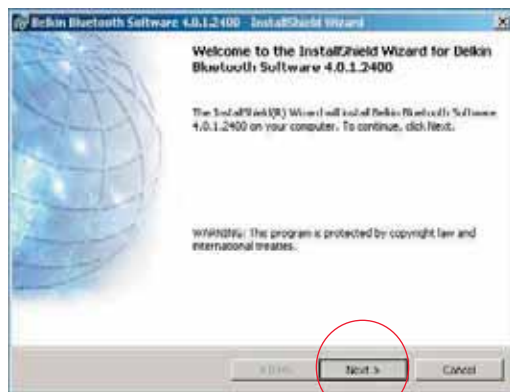 Belkin Bluetooth Software 4.0.1.2400 - InstallShield Wizard
Welcome to the InstallShield Wizard for Belkin
Bluetooth Software 4.0.1.2400
The InstallShield(R) Wizard will install Belkin Bluetooth Software
4.0.1.2400 on your computer. To continue, click Next.
WARNING: This program is protected by copyright law and
international treaties.
< Back
Next >
Cancel